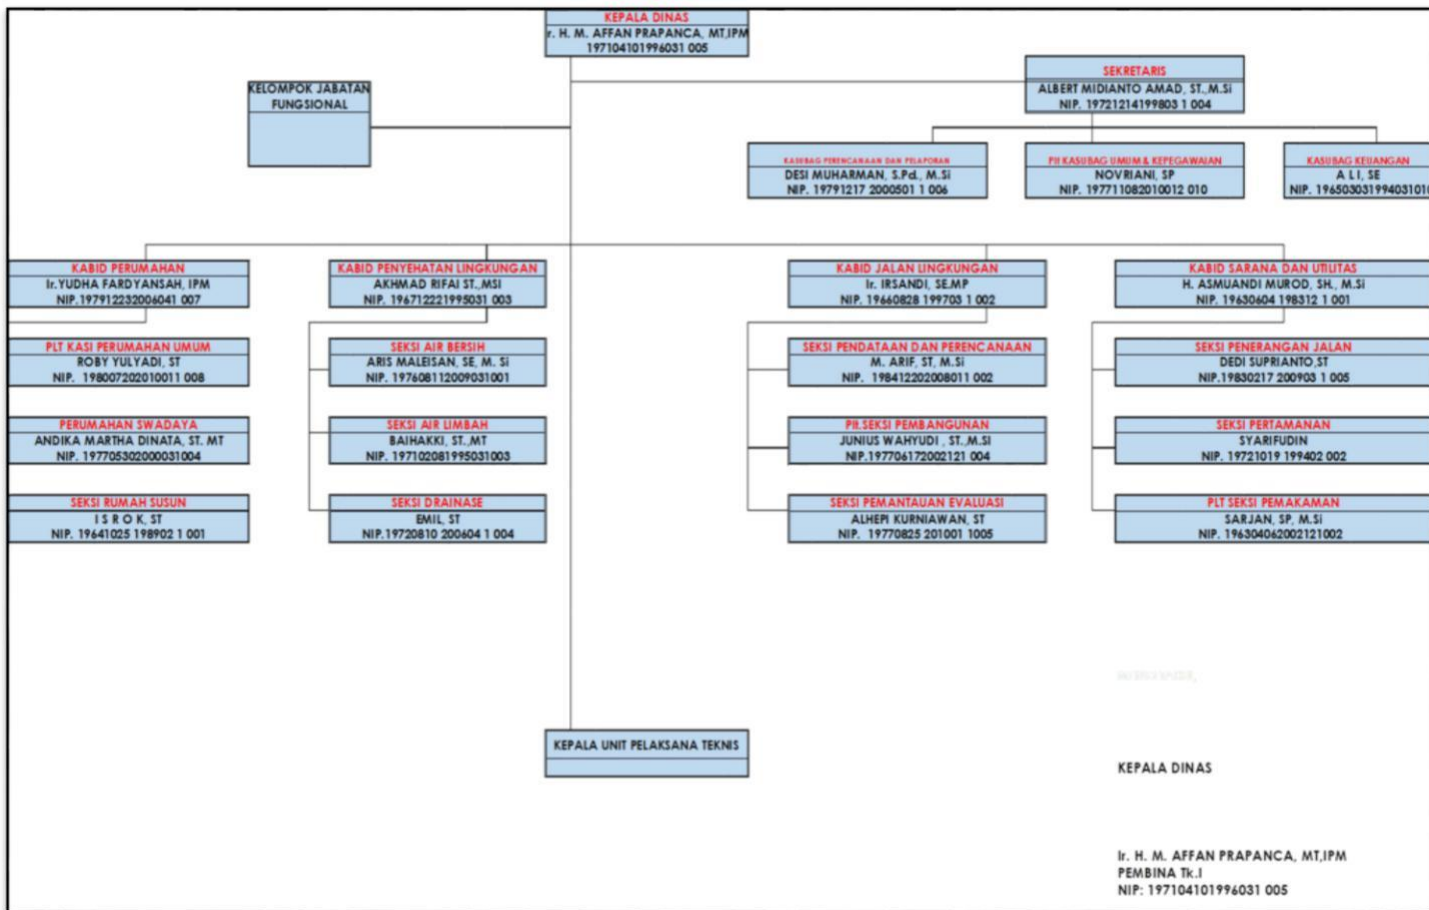 KEPALA DINAS
r. H. M. AFFAN PRAPANCA, MT,IPM
197104101996031 005
SEKRETARIS
ALBERT MIDIANTO AMAD, ST.,M.Si
NIP. 19721214199803 1 004
KELOMPOK JABATAN
FUNGSIONAL
KASUBAG PERENCANAAN DAN PELAPORAN
DESI MUHARMAN, S.Pd., M.Si
NIP. 19791217 2000501 1 006
Plt KASUBAG UMUM & KEPEGAWAIAN
NOVRIANI, SP
NIP. 197711082010012 010
KASUBAG KEUANGAN
A L I, SE
NIP. 196503031994031010
KABID PERUMAHAN
Ir.YUDHA FARDYANSAH, IPM
NIP.197912232006041 007
KABID PENYEHATAN LINGKUNGAN
AKHMAD RIFAI ST.,MSI
NIP. 196712221995031 003
KABID JALAN LINGKUNGAN
Ir. IRSANDI, SE.MP
NIP. 19660828 199703 1 002
KABID SARANA DAN UTILITAS
H. ASMUANDI MUROD, SH., M.Si
NIP. 19630604 198312 1 001
PLT KASI PERUMAHAN UMUM
ROBY YULYADI, ST
NIP. 198007202010011 008
SEKSI AIR BERSIH
ARIS MALEISAN, SE, M. Si
NIP. 197608112009031001
SEKSI PENDATAAN DAN PERENCANAAN
M. ARIF, ST, M.Si
NIP. 198412202008011 002
SEKSI PENERANGAN JALAN
DEDI SUPRIANTO,ST
NIP.19830217 200903 1 005
PERUMAHAN SWADAYA
ANDIKA MARTHA DINATA, ST. MT
NIP. 197705302000031004
SEKSI AIR LIMBAH
BAIHAKKI, ST.,MT
NIP. 197102081995031003
Plt.SEKSI PEMBANGUNAN
JUNIUS WAHYUDI , ST.,M.SI
NIP.197706172002121 004
SEKSI PERTAMANAN
SYARIFUDIN
NIP. 19721019 199402 002
SEKSI RUMAH SUSUN
I S R O K, ST
NIP. 19641025 198902 1 001
SEKSI DRAINASE
EMIL, ST
NIP.19720810 200604 1 004
SEKSI PEMANTAUAN EVALUASI
ALHEPI KURNIAWAN, ST
NIP. 19770825 201001 1005
PLT SEKSI PEMAKAMAN
SARJAN, SP, M.Si
NIP. 196304062002121002
KEPALA UNIT PELAKSANA TEKNIS
KEPALA DINAS
Ir. H. M. AFFAN PRAPANCA, MT,IPM
PEMBINA Tk.I
NIP: 197104101996031 005